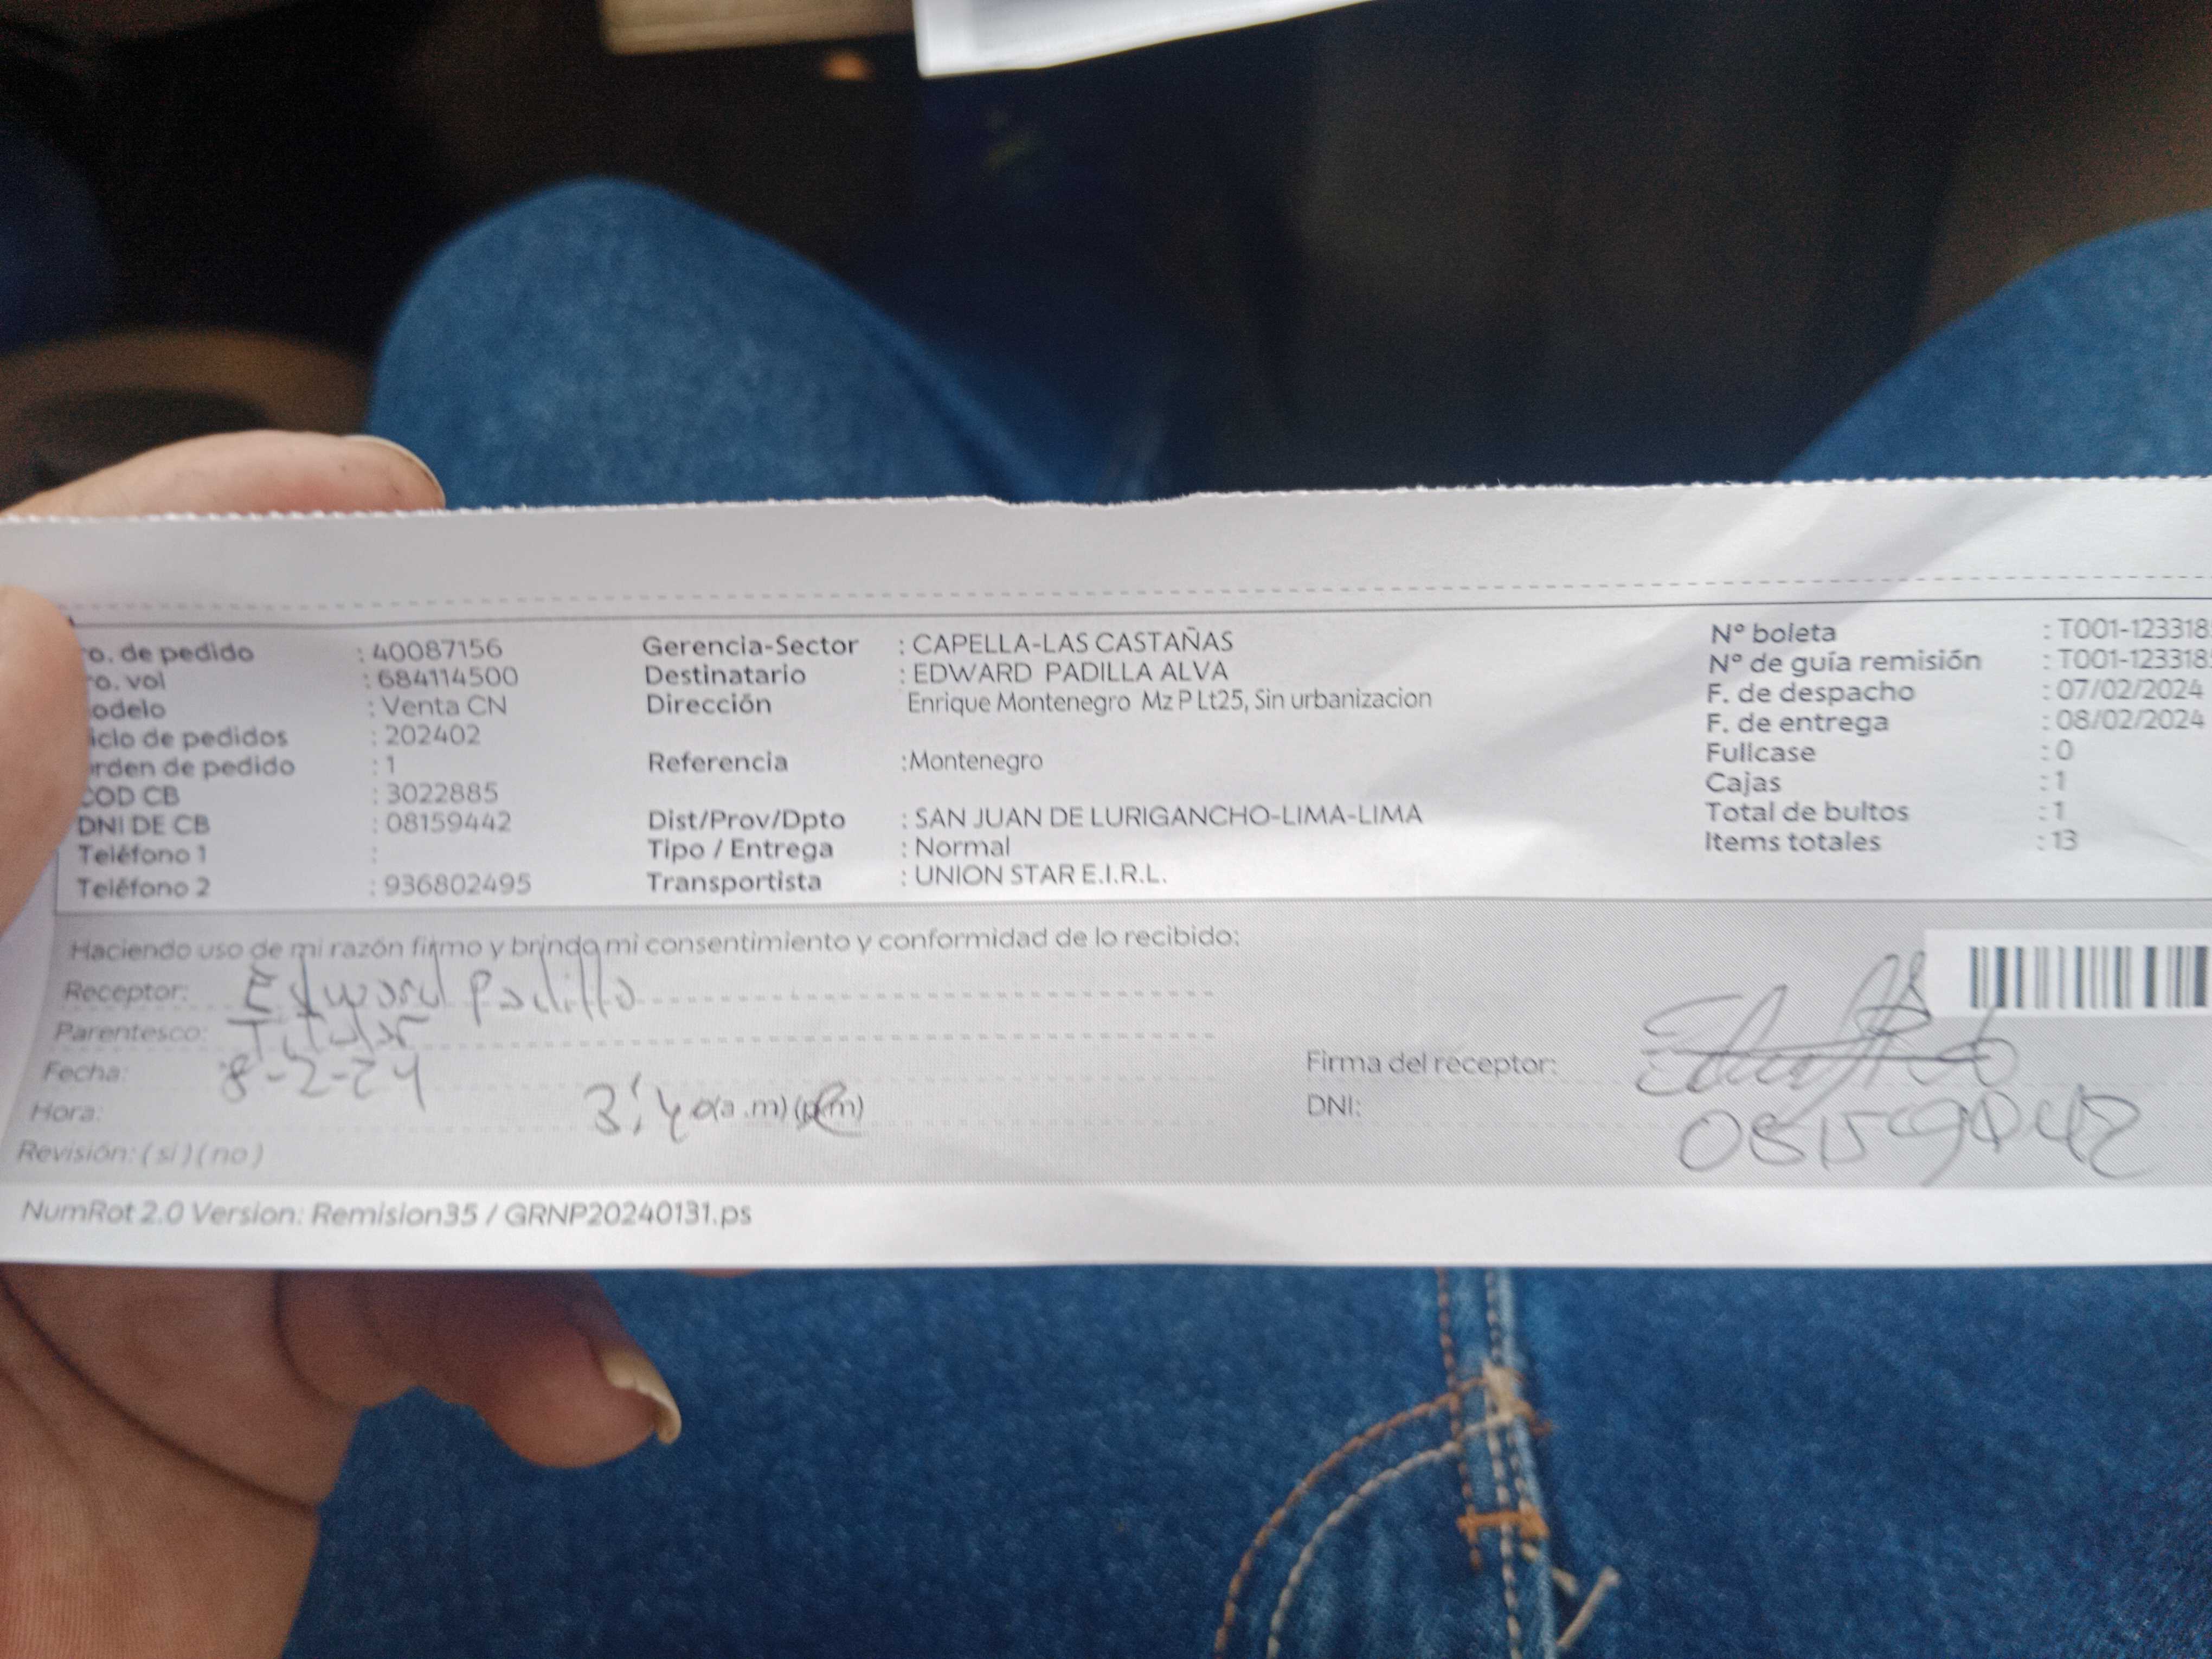 ro. de pedido : 40087156 Gerencia-Sector : CAPELLA-LAS CASTAÑAS Nº boleta : T001-123318
ro. vol : 684114500 Destinatario : EDWARD PADILLA ALVA Nº de guía remisión : T001-123318
odelo : Venta CN Dirección Enrique Montenegro Mz P Lt25, Sin urbanizacion F. de despacho : 07/02/2024
iclo de pedidos : 202402 F. de entrega : 08/02/2024
rden de pedido : 1 Referencia :Montenegro Fullcase : 0
COD CB : 3022885 Cajas : 1
DNI DE CB : 08159442 Dist/Prov/Dpto : SAN JUAN DE LURIGANCHO-LIMA-LIMA Total de bultos : 1
Teléfono 1 : Tipo / Entrega : Normal Items totales : 13
Teléfono 2 : 936802495 Transportista : UNION STAR E.I.R.L.
Haciendo uso de mi razón firmo y brindo mi consentimiento y conformidad de lo recibido:
Receptor: Edward Padilla
Parentesco: Titular
Fecha: 8-2-24 Firma del receptor:
Hora: 3:40 (a.m) (p.m) DNI: 08159442
Revisión: ( si ) ( no )
NumRot 2.0 Version: Remision35 / GRNP20240131.ps